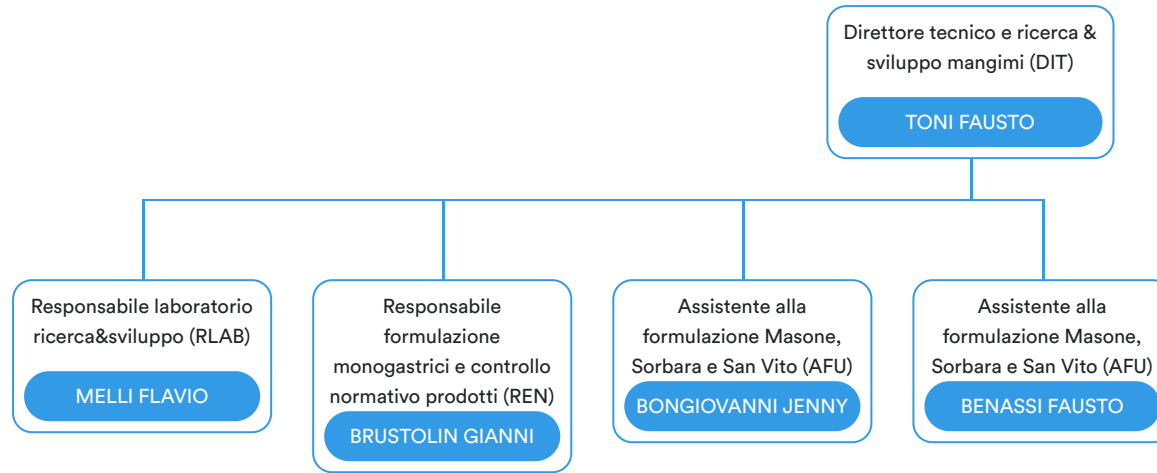 Direttore tecnico e ricerca &
sviluppo mangimi (DIT)
TONI FAUSTO
Responsabile laboratorio
ricerca&sviluppo (RLAB)
MELLI FLAVIO
Responsabile
formulazione
monogastrici e controllo
normativo prodotti (REN)
BRUSTOLIN GIANNI
Assistente alla
formulazione Masone,
Sorbara e San Vito (AFU)
BONGIOVANNI JENNY
Assistente alla
formulazione Masone,
Sorbara e San Vito (AFU)
BENASSI FAUSTO